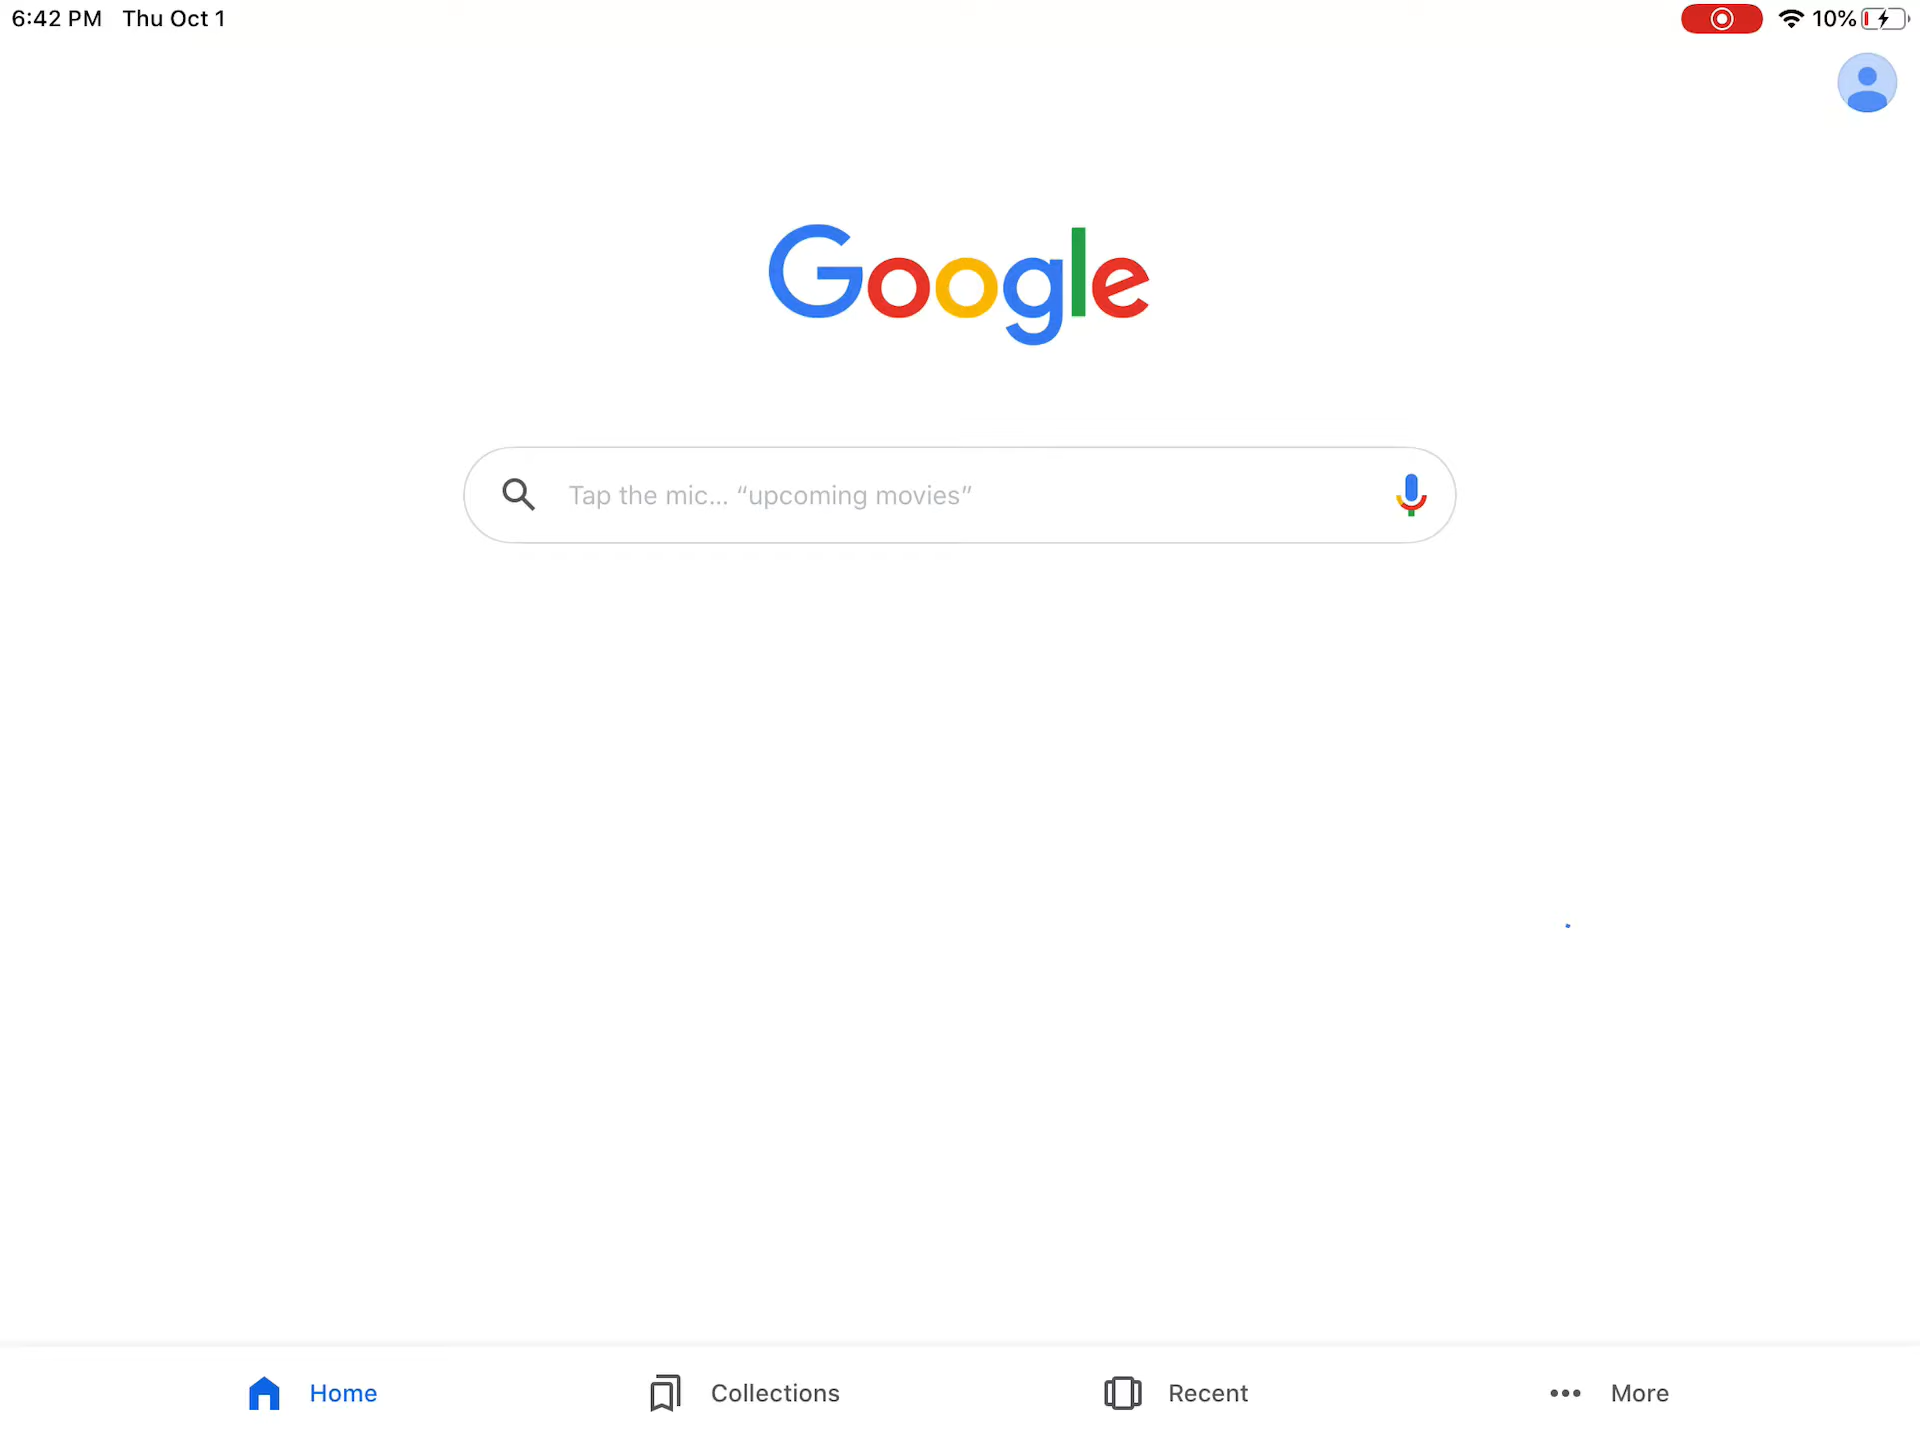 6:42 PM Thu Oct 1
10%
Google
Tap the mic... “upcoming movies”
Home
Collections
Recent
More